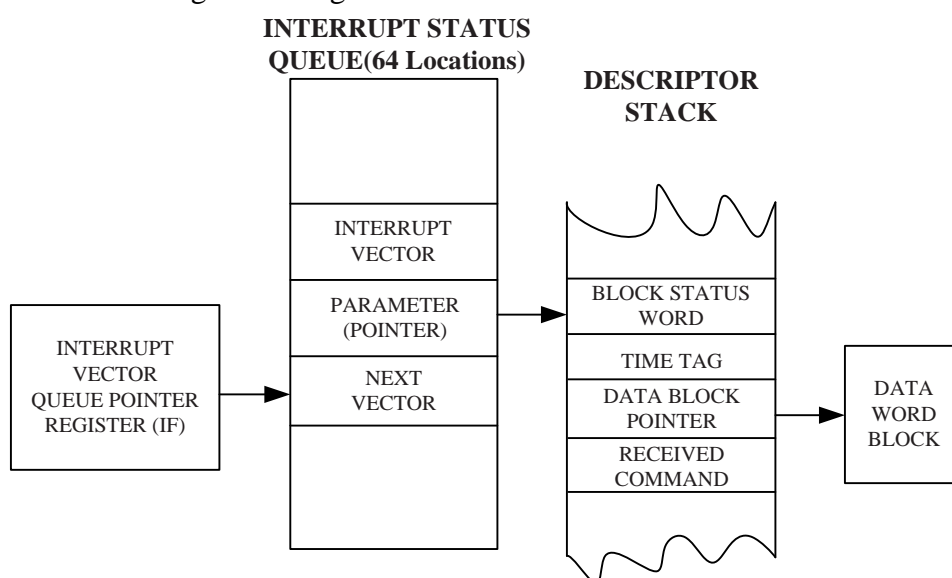 INTERRUPT STATUS
QUEUE(64 Locations)
DESCRIPTOR
STACK
INTERRUPT
VECTOR
PARAMETER
(POINTER)
NEXT
VECTOR
INTERRUPT
VECTOR
QUEUE POINTER
REGISTER (IF)
BLOCK STATUS
WORD
TIME TAG
DATA BLOCK
POINTER
RECEIVED
COMMAND
DATA
WORD
BLOCK